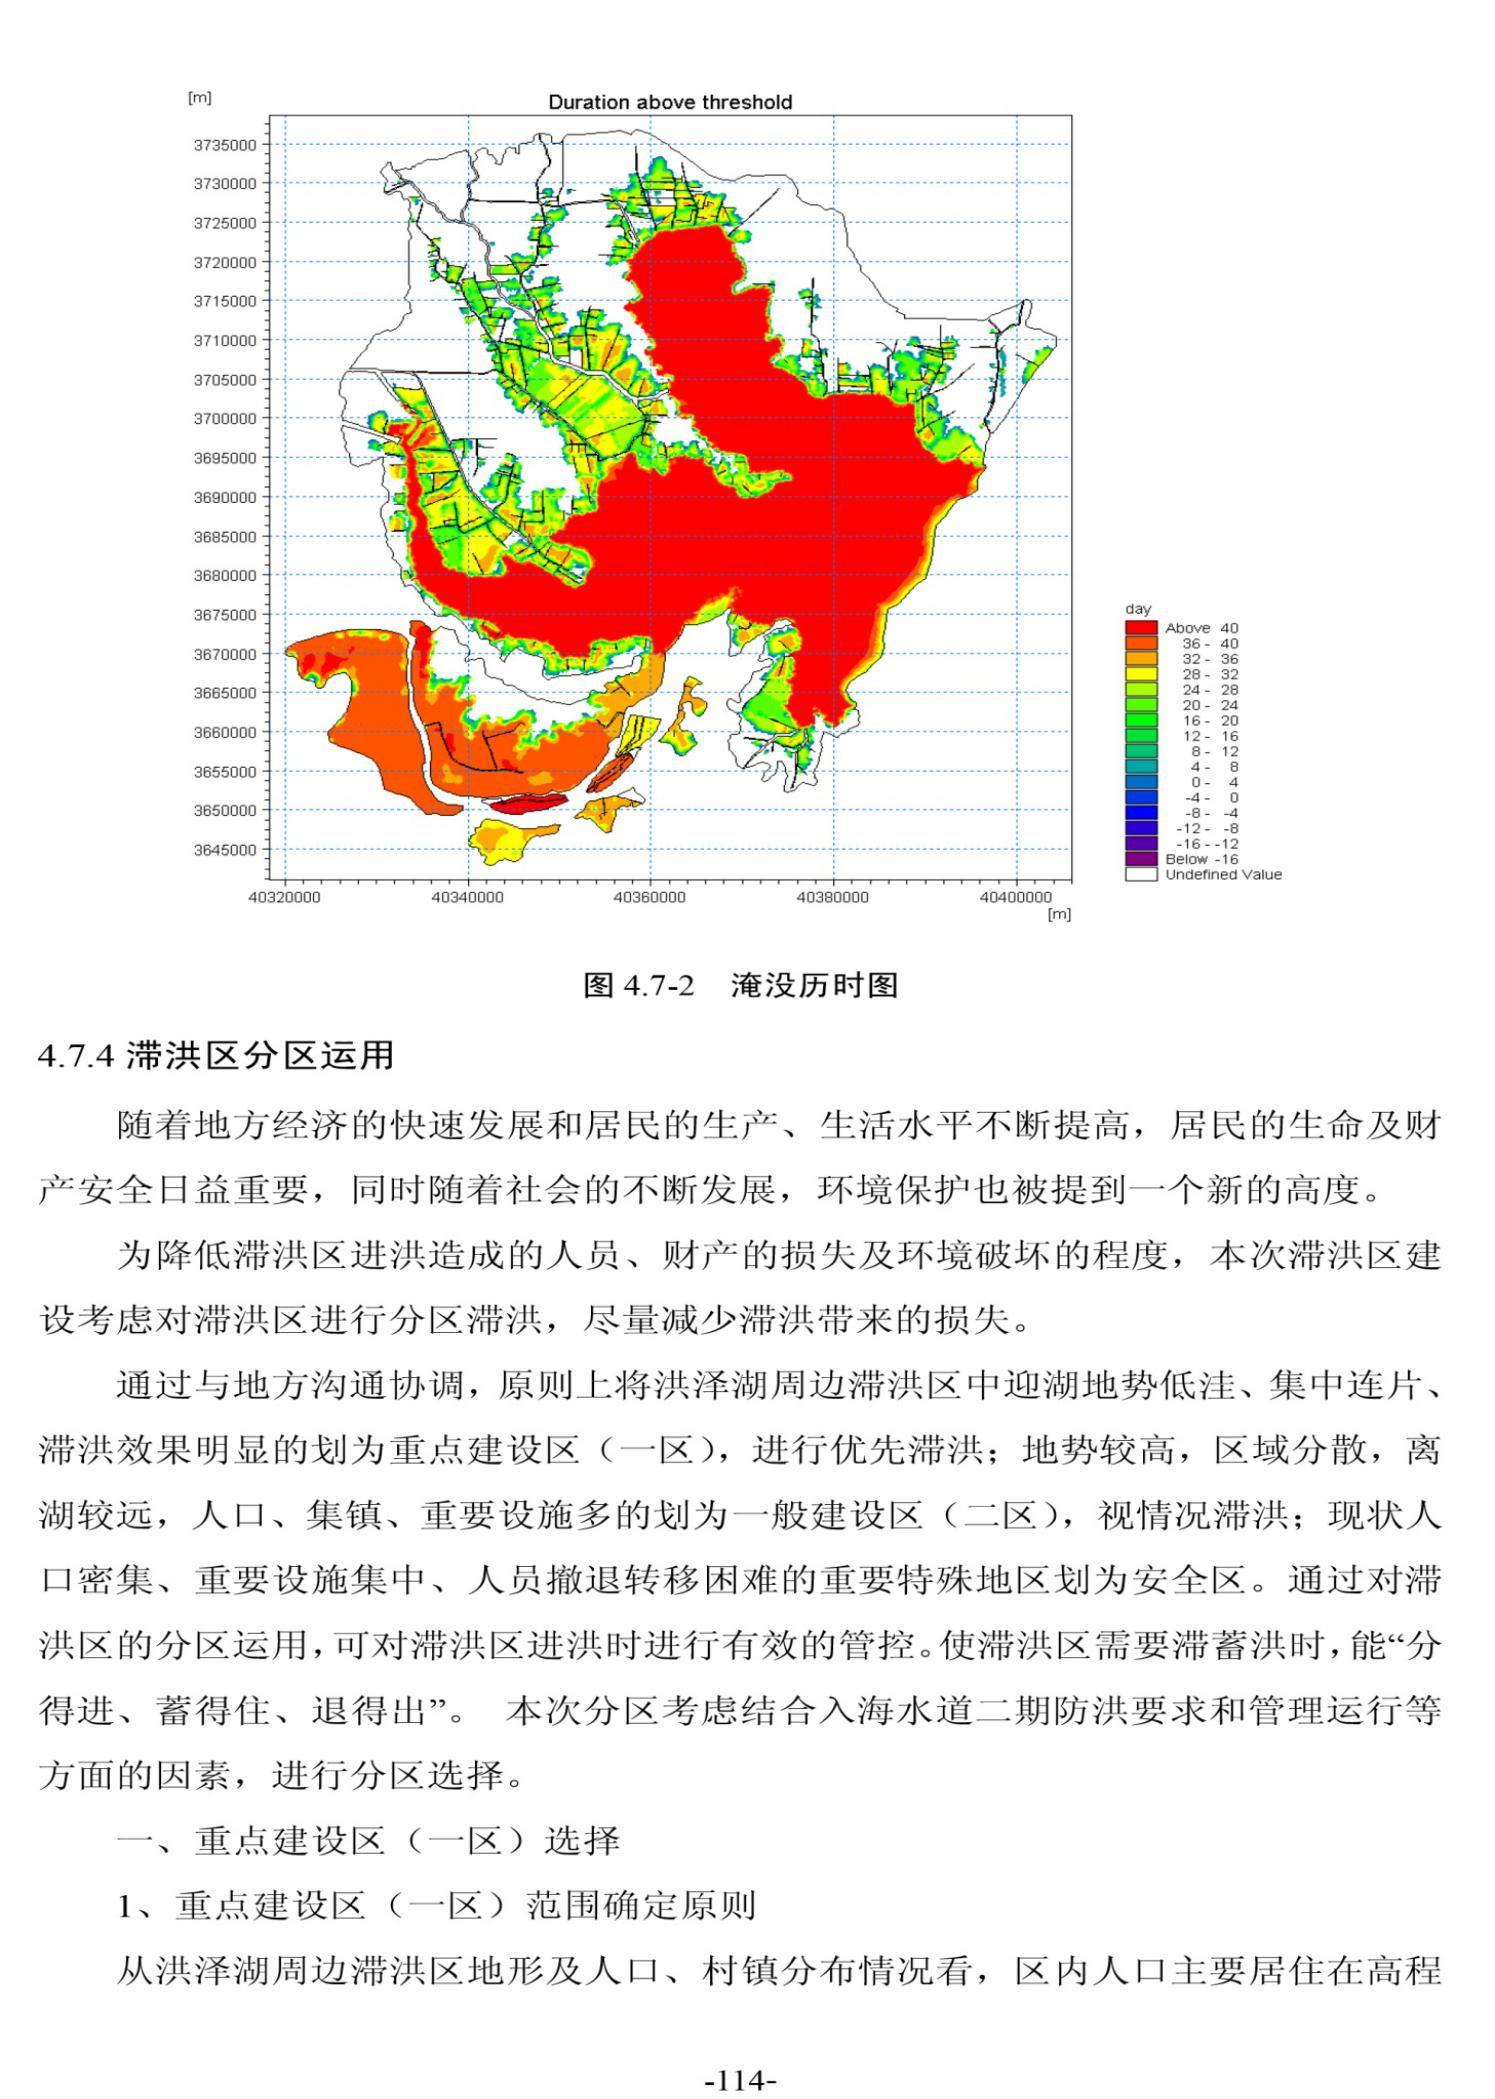 [m]
Duration above threshold
3735000
3730000
3725000
3720000
3715000
3710000
3705000
3700000
3695000
3690000
3685000
3680000
3675000
3670000
3665000
3660000
3655000
3650000
3645000
40320000 40340000 40360000 40380000 40400000
[m]
day
Above 40
36 - 40
32 - 36
28 - 32
24 - 28
20 - 24
16 - 20
12 - 16
8 - 12
4 - 8
0 - 4
-4 - 0
-8 - -4
-12 - -8
-16 - -12
Below -16
Undefined Value
图 4.7-2 淹没历时图
4.7.4 滞洪区分区运用
随着地方经济的快速发展和居民的生产、生活水平不断提高，居民的生命及财
产安全日益重要，同时随着社会的不断发展，环境保护也被提到一个新的高度。
为降低滞洪区进洪造成的人员、财产的损失及环境破坏的程度，本次滞洪区建
设考虑对滞洪区进行分区滞洪，尽量减少滞洪带来的损失。
通过与地方沟通协调，原则上将洪泽湖周边滞洪区中迎湖地势低洼、集中连片、
滞洪效果明显的划为重点建设区（一区），进行优先滞洪；地势较高，区域分散，离
湖较远，人口、集镇、重要设施多的划为一般建设区（二区），视情况滞洪；现状人
口密集、重要设施集中、人员撤退转移困难的重要特殊地区划为安全区。通过对滞
洪区的分区运用，可对滞洪区进洪时进行有效的管控。使滞洪区需要滞蓄洪时，能“分
得进、蓄得住、退得出”。 本次分区考虑结合入海水道二期防洪要求和管理运行等
方面的因素，进行分区选择。
一、重点建设区（一区）选择
1、重点建设区（一区）范围确定原则
从洪泽湖周边滞洪区地形及人口、村镇分布情况看，区内人口主要居住在高程
-114-